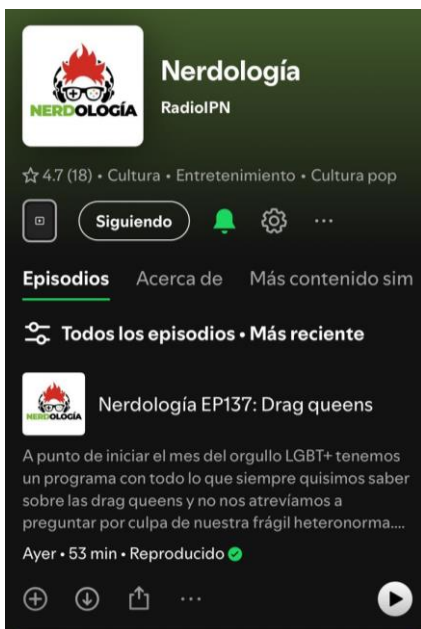 NERDOLOGÍA
Nerdología
RadioIPN
4.7 (18) • Cultura • Entretenimiento • Cultura pop
Siguiendo
Episodios Acerca de Más contenido sim
Todos los episodios • Más reciente
NERDOLOGÍA
Nerdología EP137: Drag queens
A punto de iniciar el mes del orgullo LGBT+ tenemos
un programa con todo lo que siempre quisimos saber
sobre las drag queens y no nos atrevíamos a
preguntar por culpa de nuestra frágil heteronorma....
Ayer • 53 min • Reproducido